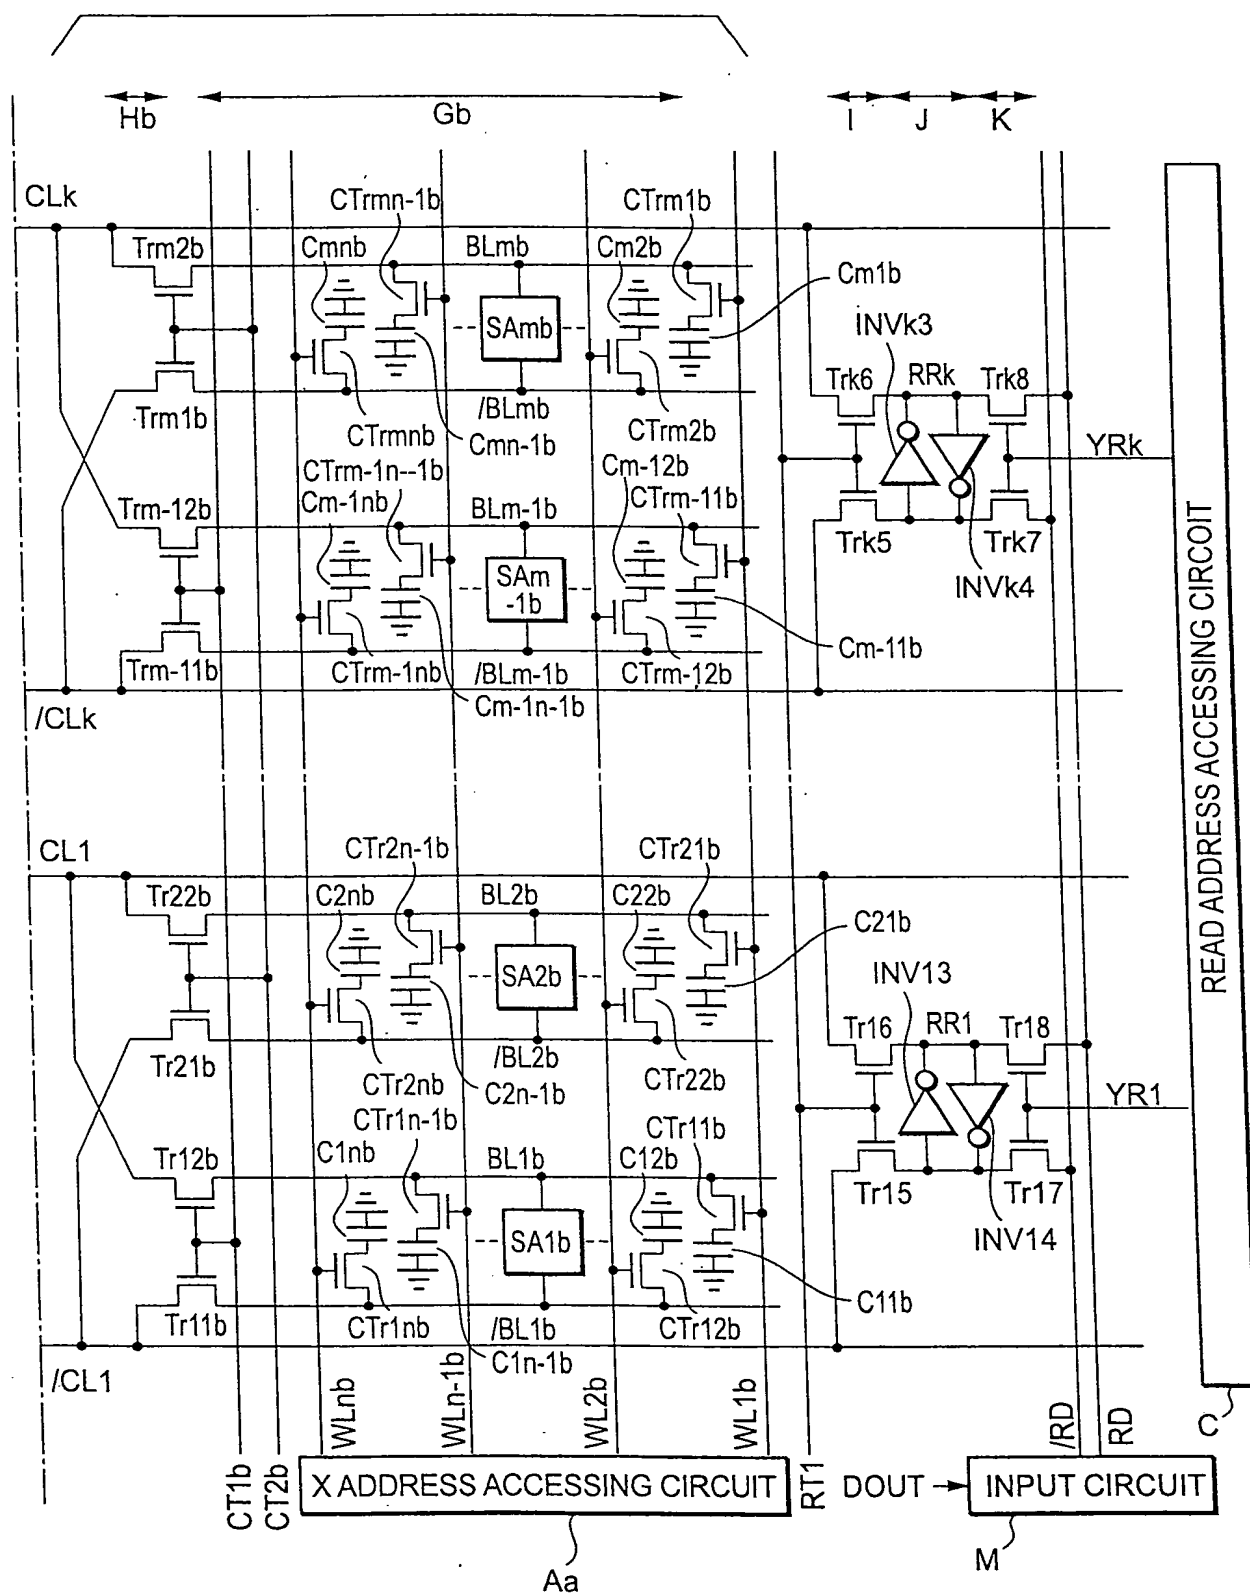 Hb
Gb
I
J
K
CLk
CTrmn-1b
CTrm1b
Trm2b
Cmnb
BLmb
Cm2b
Cm1b
SAmb
INVk3
Trk6
RRk
Trk8
Trm1b
/BLmb
CTrmnb
Cmn-1b
CTrm2b
YRk
CTrm-1n--1b
Cm-12b
Cm-1nb
CTrm-11b
Trm-12b
BLm-1b
Trk5
Trk7
SAm
-1b
INVk4
Trm-11b
CTrm-1nb
/BLm-1b
CTrm-12b
Cm-11b
/CLk
Cm-1n-1b
READ ADDRESS ACCESSING CIRCOIT
CL1
CTr2n-1b
CTr21b
Tr22b
C2nb
BL2b
C22b
C21b
SA2b
INV13
Tr16
RR1
Tr18
Tr21b
/BL2b
CTr2nb
C2n-1b
CTr22b
YR1
CTr1n-1b
CTr11b
C1nb
Tr12b
BL1b
C12b
Tr15
Tr17
SA1b
INV14
Tr11b
C11b
CTr1nb
/BL1b
CTr12b
C1n-1b
/CL1
C
CT1b
CT2b
WLnb
WLn-1b
WL2b
WL1b
RT1
/RD
RD
X ADDRESS ACCESSING CIRCUIT
DOUT
INPUT CIRCUIT
M
Aa